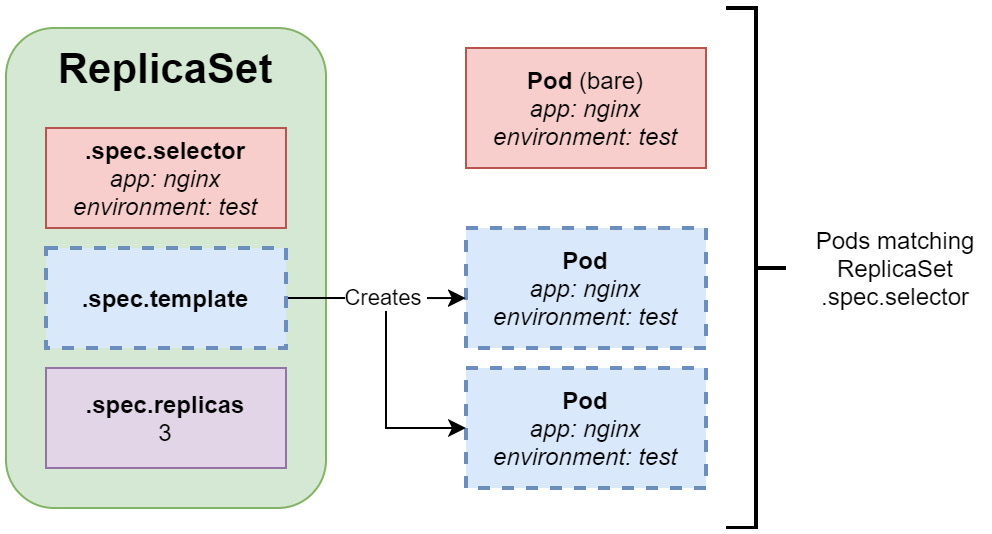 ReplicaSet
.spec.selector
app: nginx
environment: test
.spec.template
.spec.replicas
3
Creates
Pod (bare)
app: nginx
environment: test
Pod
app: nginx
environment: test
Pod
app: nginx
environment: test
Pods matching
ReplicaSet
.spec.selector